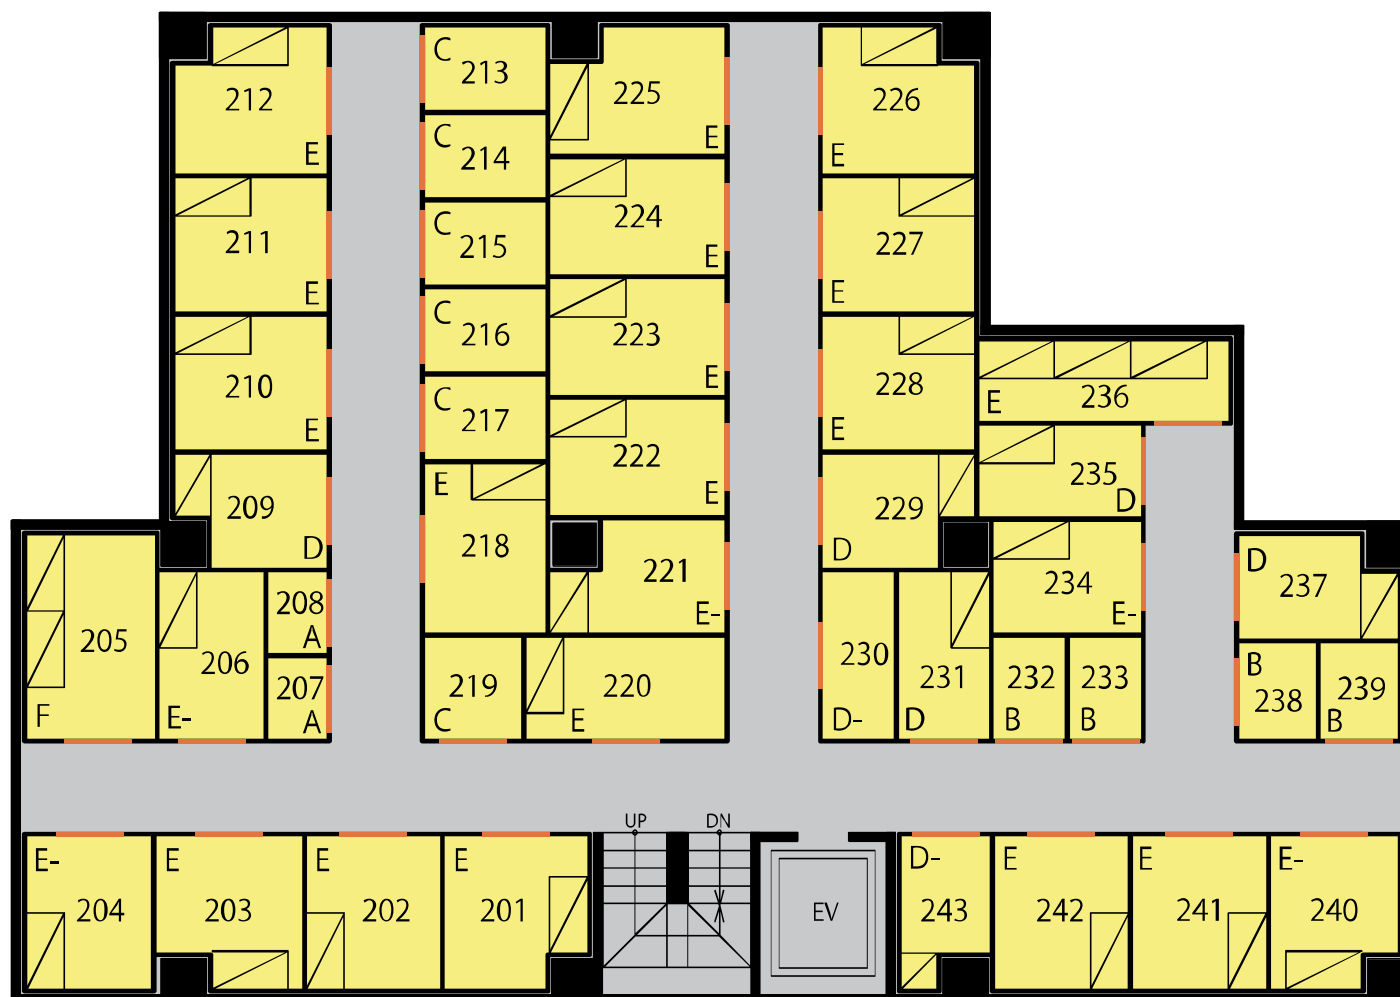 212
E
C
213
225
E
226
E
211
E
C
214
224
E
227
E
C
215
210
E
C
216
223
E
228
E
236
E
C
217
222
E
209
D
E
218
229
D
235
D
221
E-
234
E-
D
237
205
F
206
E-
208
A
207
A
219
C
220
E
230
D-
231
D
232
B
233
B
B
238
239
B
UP
DN
E-
204
E
203
E
202
E
201
EV
D-
243
E
242
E
241
E-
240